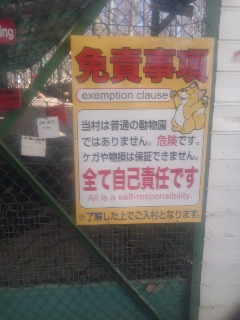 免責事項
exemption clause
当村は普通の動物園
ではありません。危険です。
ケガや物損は保証できません。
全て自己責任です
All is a self-responsibility.
※了解した上でご入村となります。